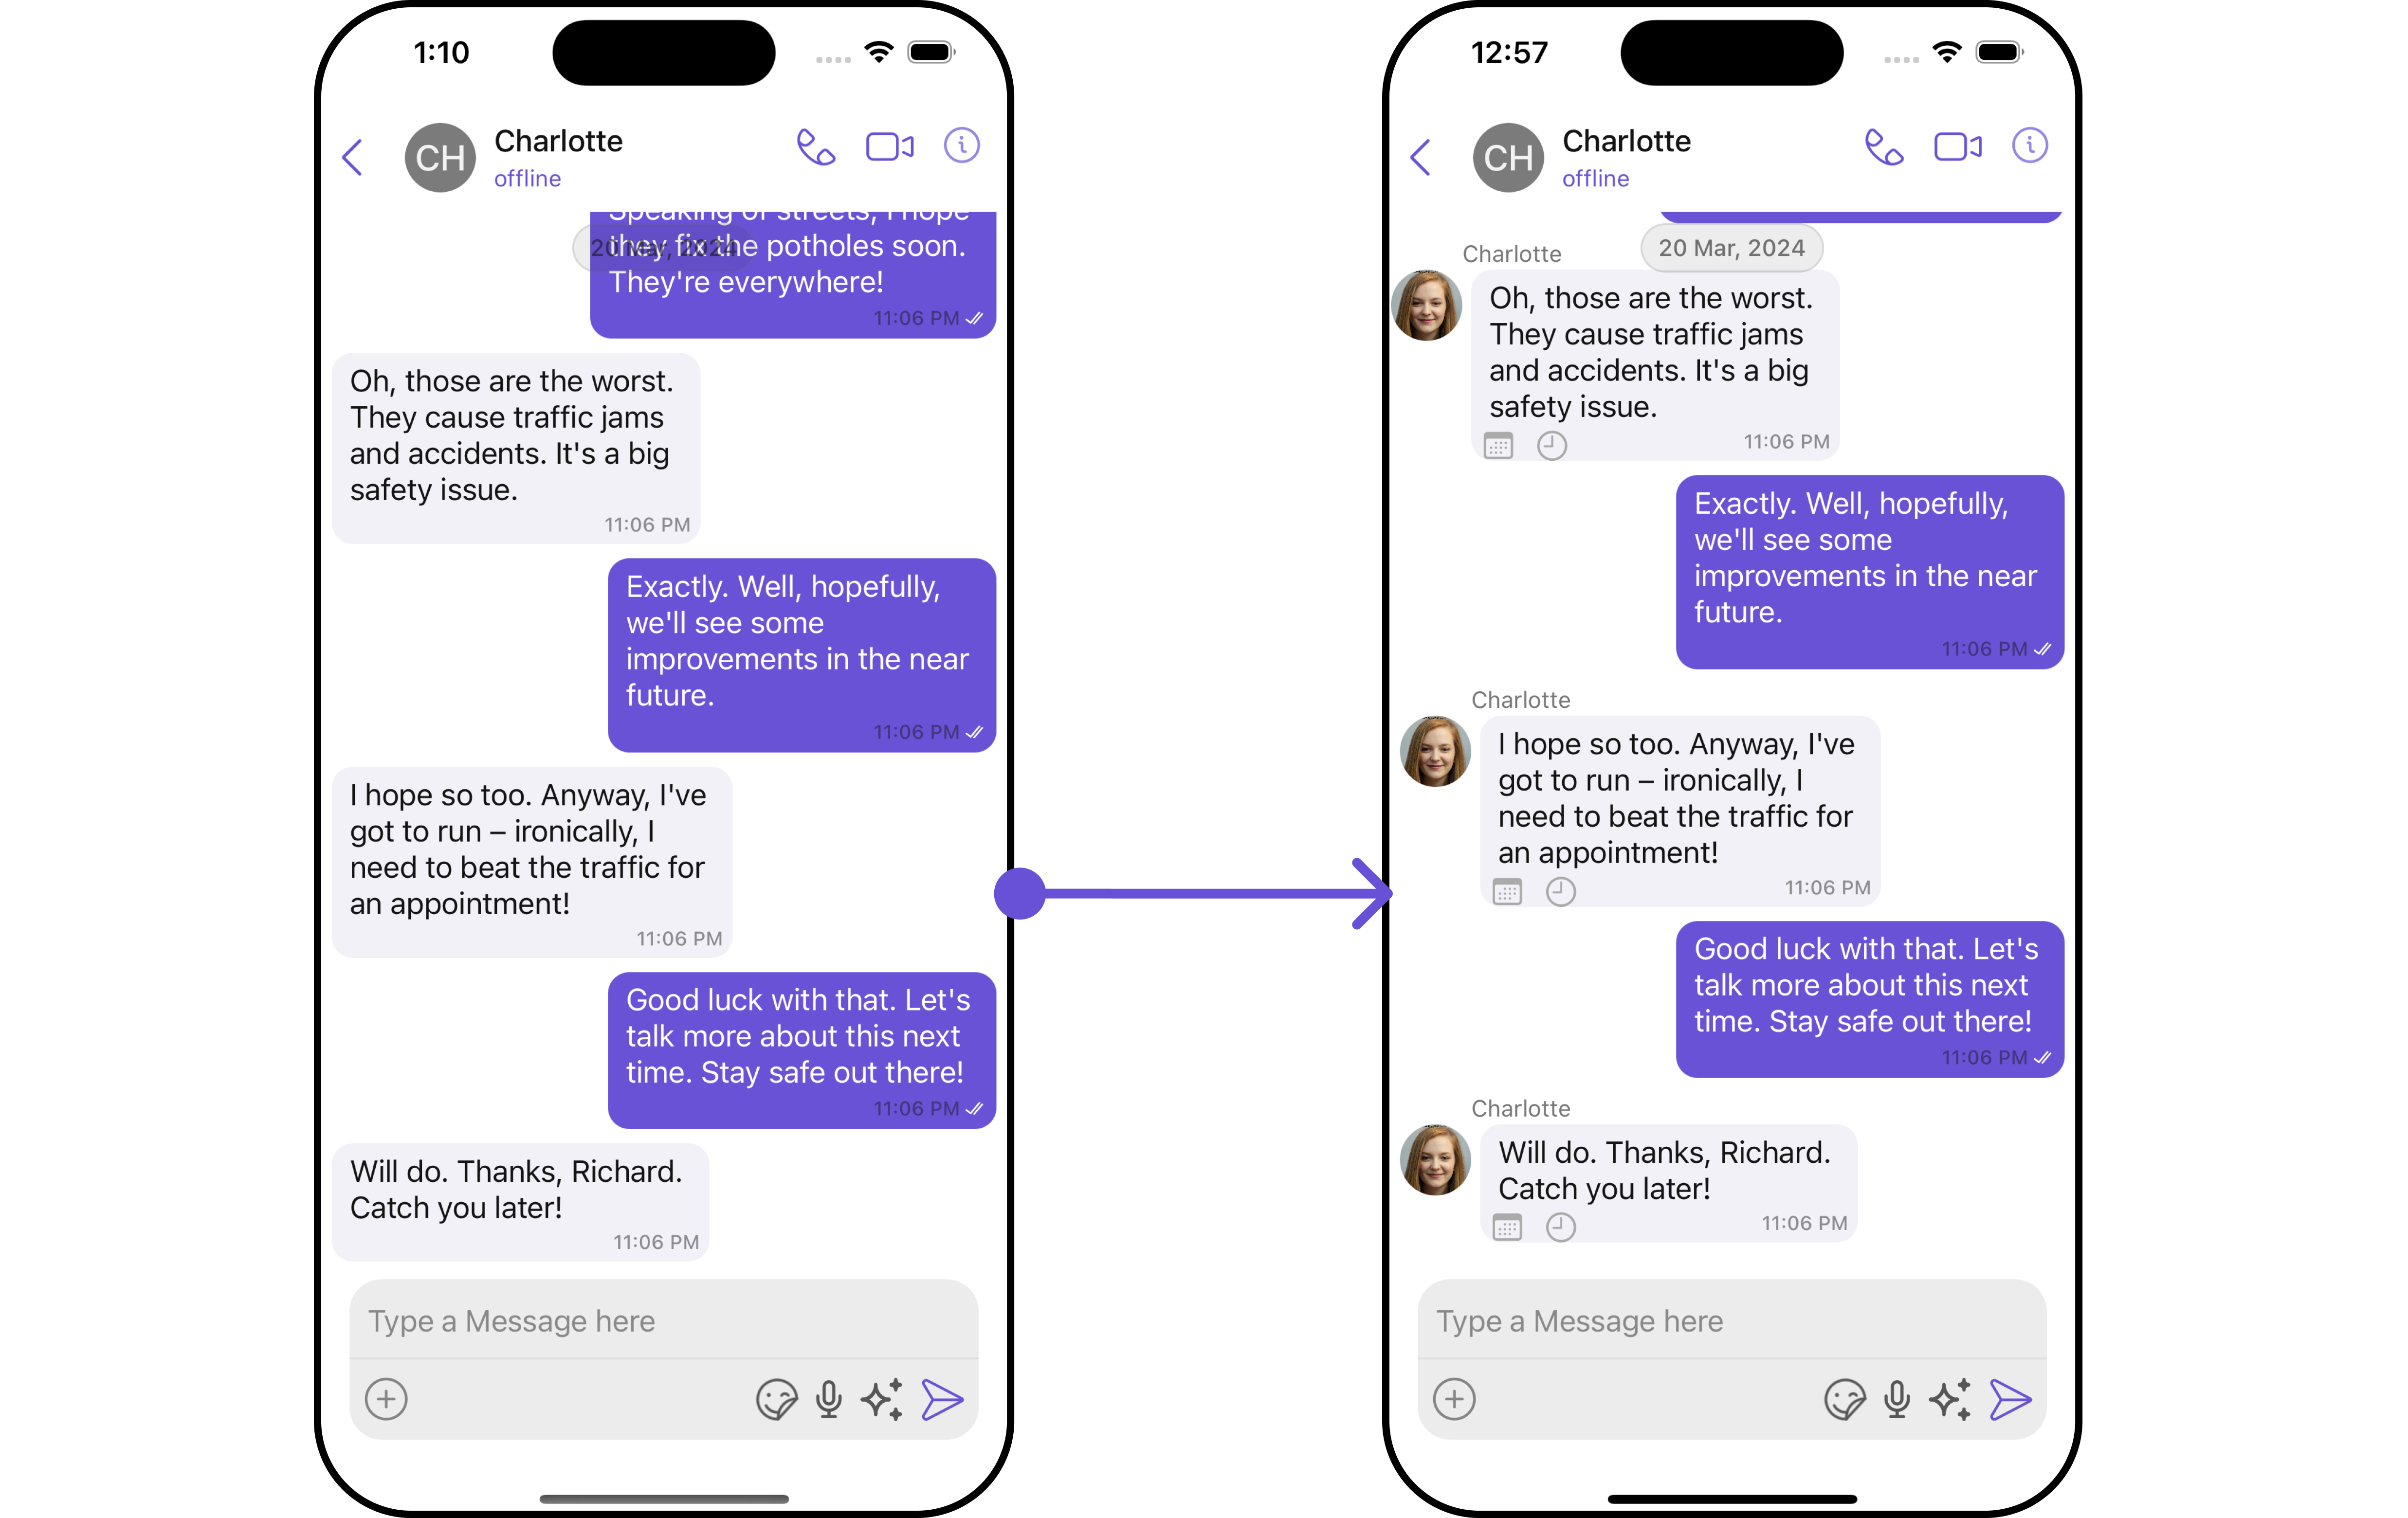 1:10
CH
Charlotte
offline
Speaking of streets, I hope
they fix the potholes soon.
They're everywhere!
20 Mar, 2024
11:06 PM
Oh, those are the worst.
They cause traffic jams
and accidents. It's a big
safety issue.
11:06 PM
Exactly. Well, hopefully,
we'll see some
improvements in the near
future.
11:06 PM
I hope so too. Anyway, I've
got to run – ironically, I
need to beat the traffic for
an appointment!
11:06 PM
Good luck with that. Let's
talk more about this next
time. Stay safe out there!
11:06 PM
Will do. Thanks, Richard.
Catch you later!
11:06 PM
Type a Message here
12:57
CH
Charlotte
offline
20 Mar, 2024
Charlotte
Oh, those are the worst.
They cause traffic jams
and accidents. It's a big
safety issue.
11:06 PM
Exactly. Well, hopefully,
we'll see some
improvements in the near
future.
11:06 PM
Charlotte
I hope so too. Anyway, I've
got to run – ironically, I
need to beat the traffic for
an appointment!
11:06 PM
Good luck with that. Let's
talk more about this next
time. Stay safe out there!
11:06 PM
Charlotte
Will do. Thanks, Richard.
Catch you later!
11:06 PM
Type a Message here